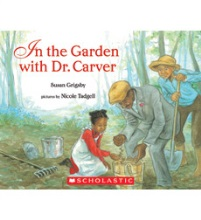 In the Garden
with Dr. Carver
Susan Grigsby
pictures by Nicole Tadgell
SCHOLASTIC